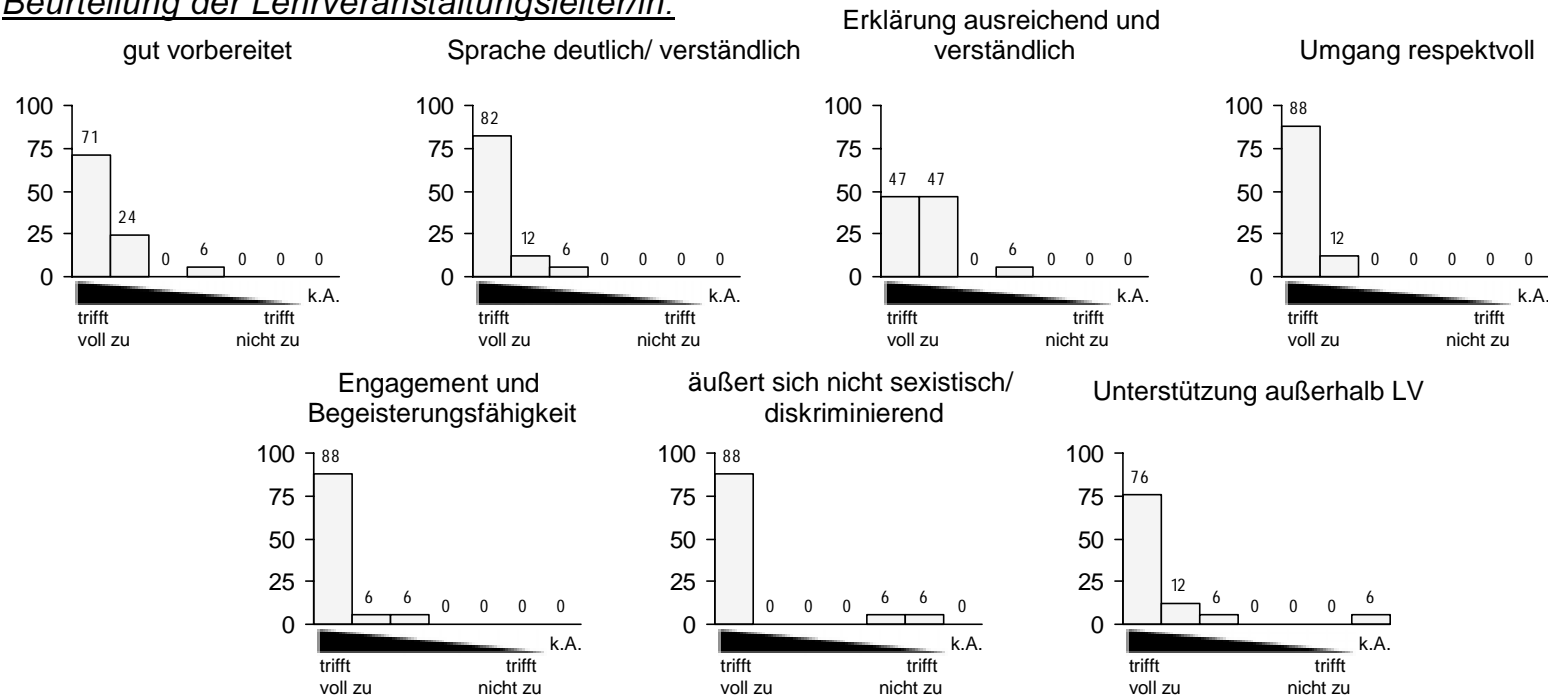 Beurteilung der Lehrveranstaltungsleiter/in:
gut vorbereitet
100
75
50
25
0
71
24
0
6
0
0
0
k.A.
trifft
voll zu
trifft
nicht zu
Sprache deutlich/ verständlich
100
75
50
25
0
82
12
6
0
0
0
0
k.A.
trifft
voll zu
trifft
nicht zu
Erklärung ausreichend und
verständlich
100
75
50
25
0
47
47
0
6
0
0
0
k.A.
trifft
voll zu
trifft
nicht zu
Umgang respektvoll
100
75
50
25
0
88
12
0
0
0
0
0
k.A.
trifft
voll zu
trifft
nicht zu
Engagement und
Begeisterungsfähigkeit
100
75
50
25
0
88
6
6
0
0
0
0
k.A.
trifft
voll zu
trifft
nicht zu
äußert sich nicht sexistisch/
diskriminierend
100
75
50
25
0
88
0
0
0
6
6
0
k.A.
trifft
voll zu
trifft
nicht zu
Unterstützung außerhalb LV
100
75
50
25
0
76
12
6
0
0
0
6
k.A.
trifft
voll zu
trifft
nicht zu